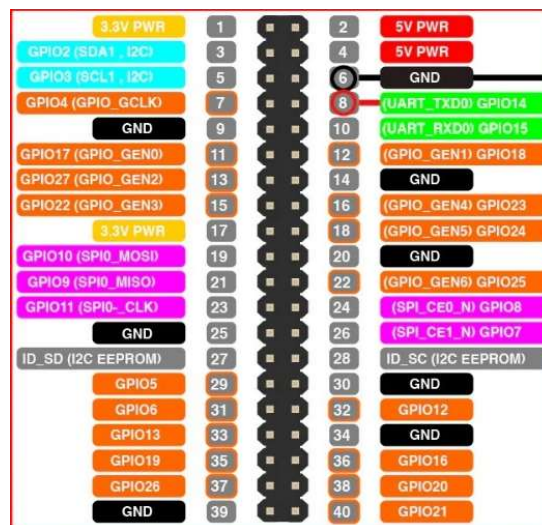 3.3V PWR 1 2 5V PWR
GPIO2 (SDA1 , I2C) 3 4 5V PWR
GPIO3 (SCL1 , I2C) 5 6 GND
GPIO4 (GPIO_GCLK) 7 8 (UART_TXD0) GPIO14
GND 9 10 (UART_RXD0) GPIO15
GPIO17 (GPIO_GEN0) 11 12 (GPIO_GEN1) GPIO18
GPIO27 (GPIO_GEN2) 13 14 GND
GPIO22 (GPIO_GEN3) 15 16 (GPIO_GEN4) GPIO23
3.3V PWR 17 18 (GPIO_GEN5) GPIO24
GPIO10 (SPI0_MOSI) 19 20 GND
GPIO9 (SPI0_MISO) 21 22 (GPIO_GEN6) GPIO25
GPIO11 (SPI0-_CLK) 23 24 (SPI_CE0_N) GPIO8
GND 25 26 (SPI_CE1_N) GPIO7
ID_SD (I2C EEPROM) 27 28 ID_SC (I2C EEPROM)
GPIO5 29 30 GND
GPIO6 31 32 GPIO12
GPIO13 33 34 GND
GPIO19 35 36 GPIO16
GPIO26 37 38 GPIO20
GND 39 40 GPIO21